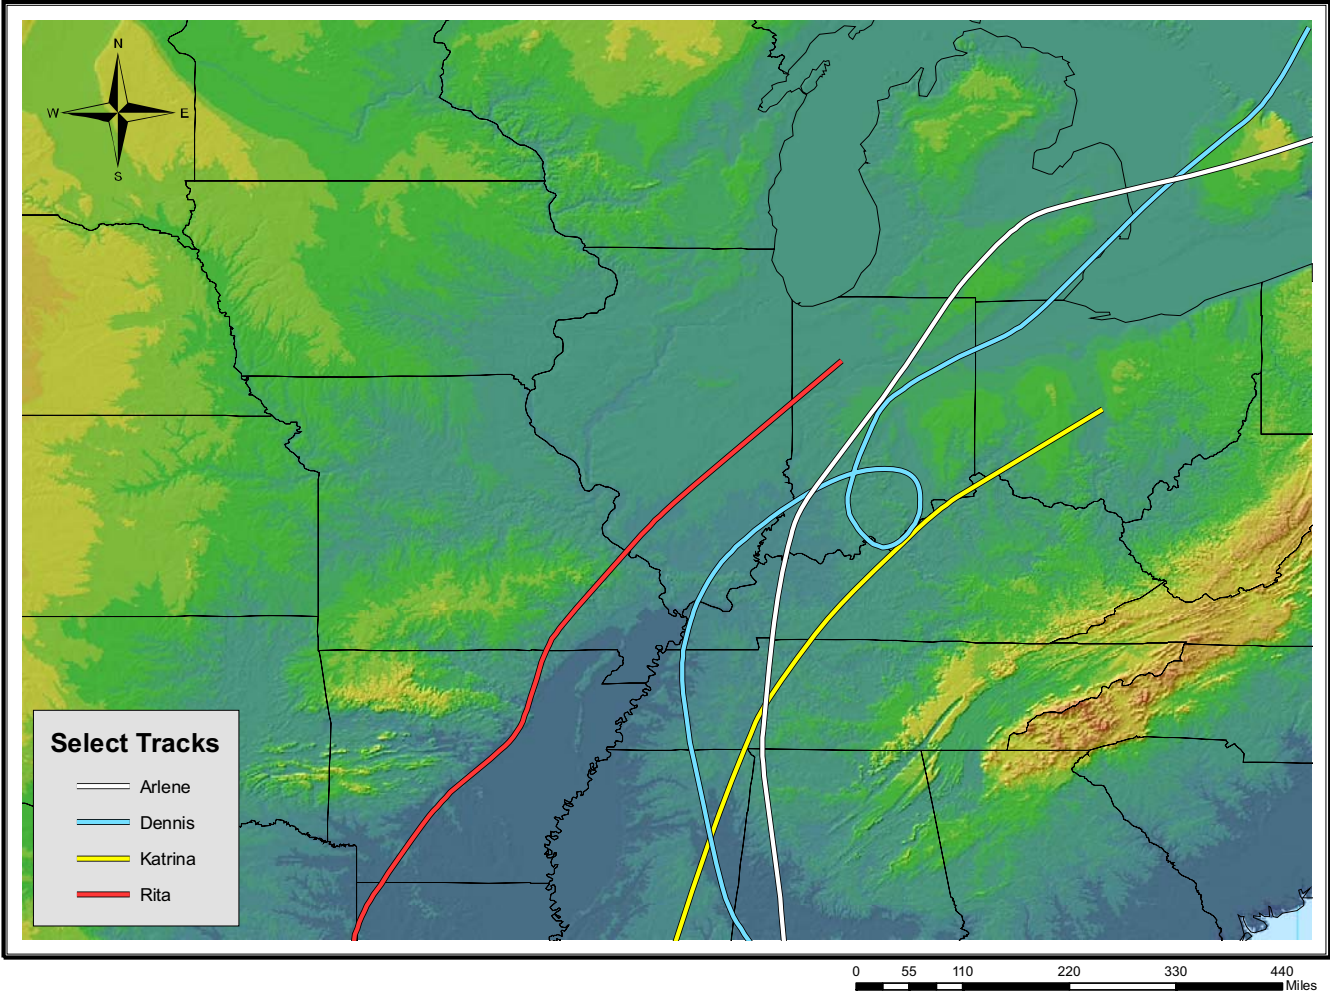 N
W E
S
Select Tracks
Arlene
Dennis
Katrina
Rita
0 55 110 220 330 440
Miles